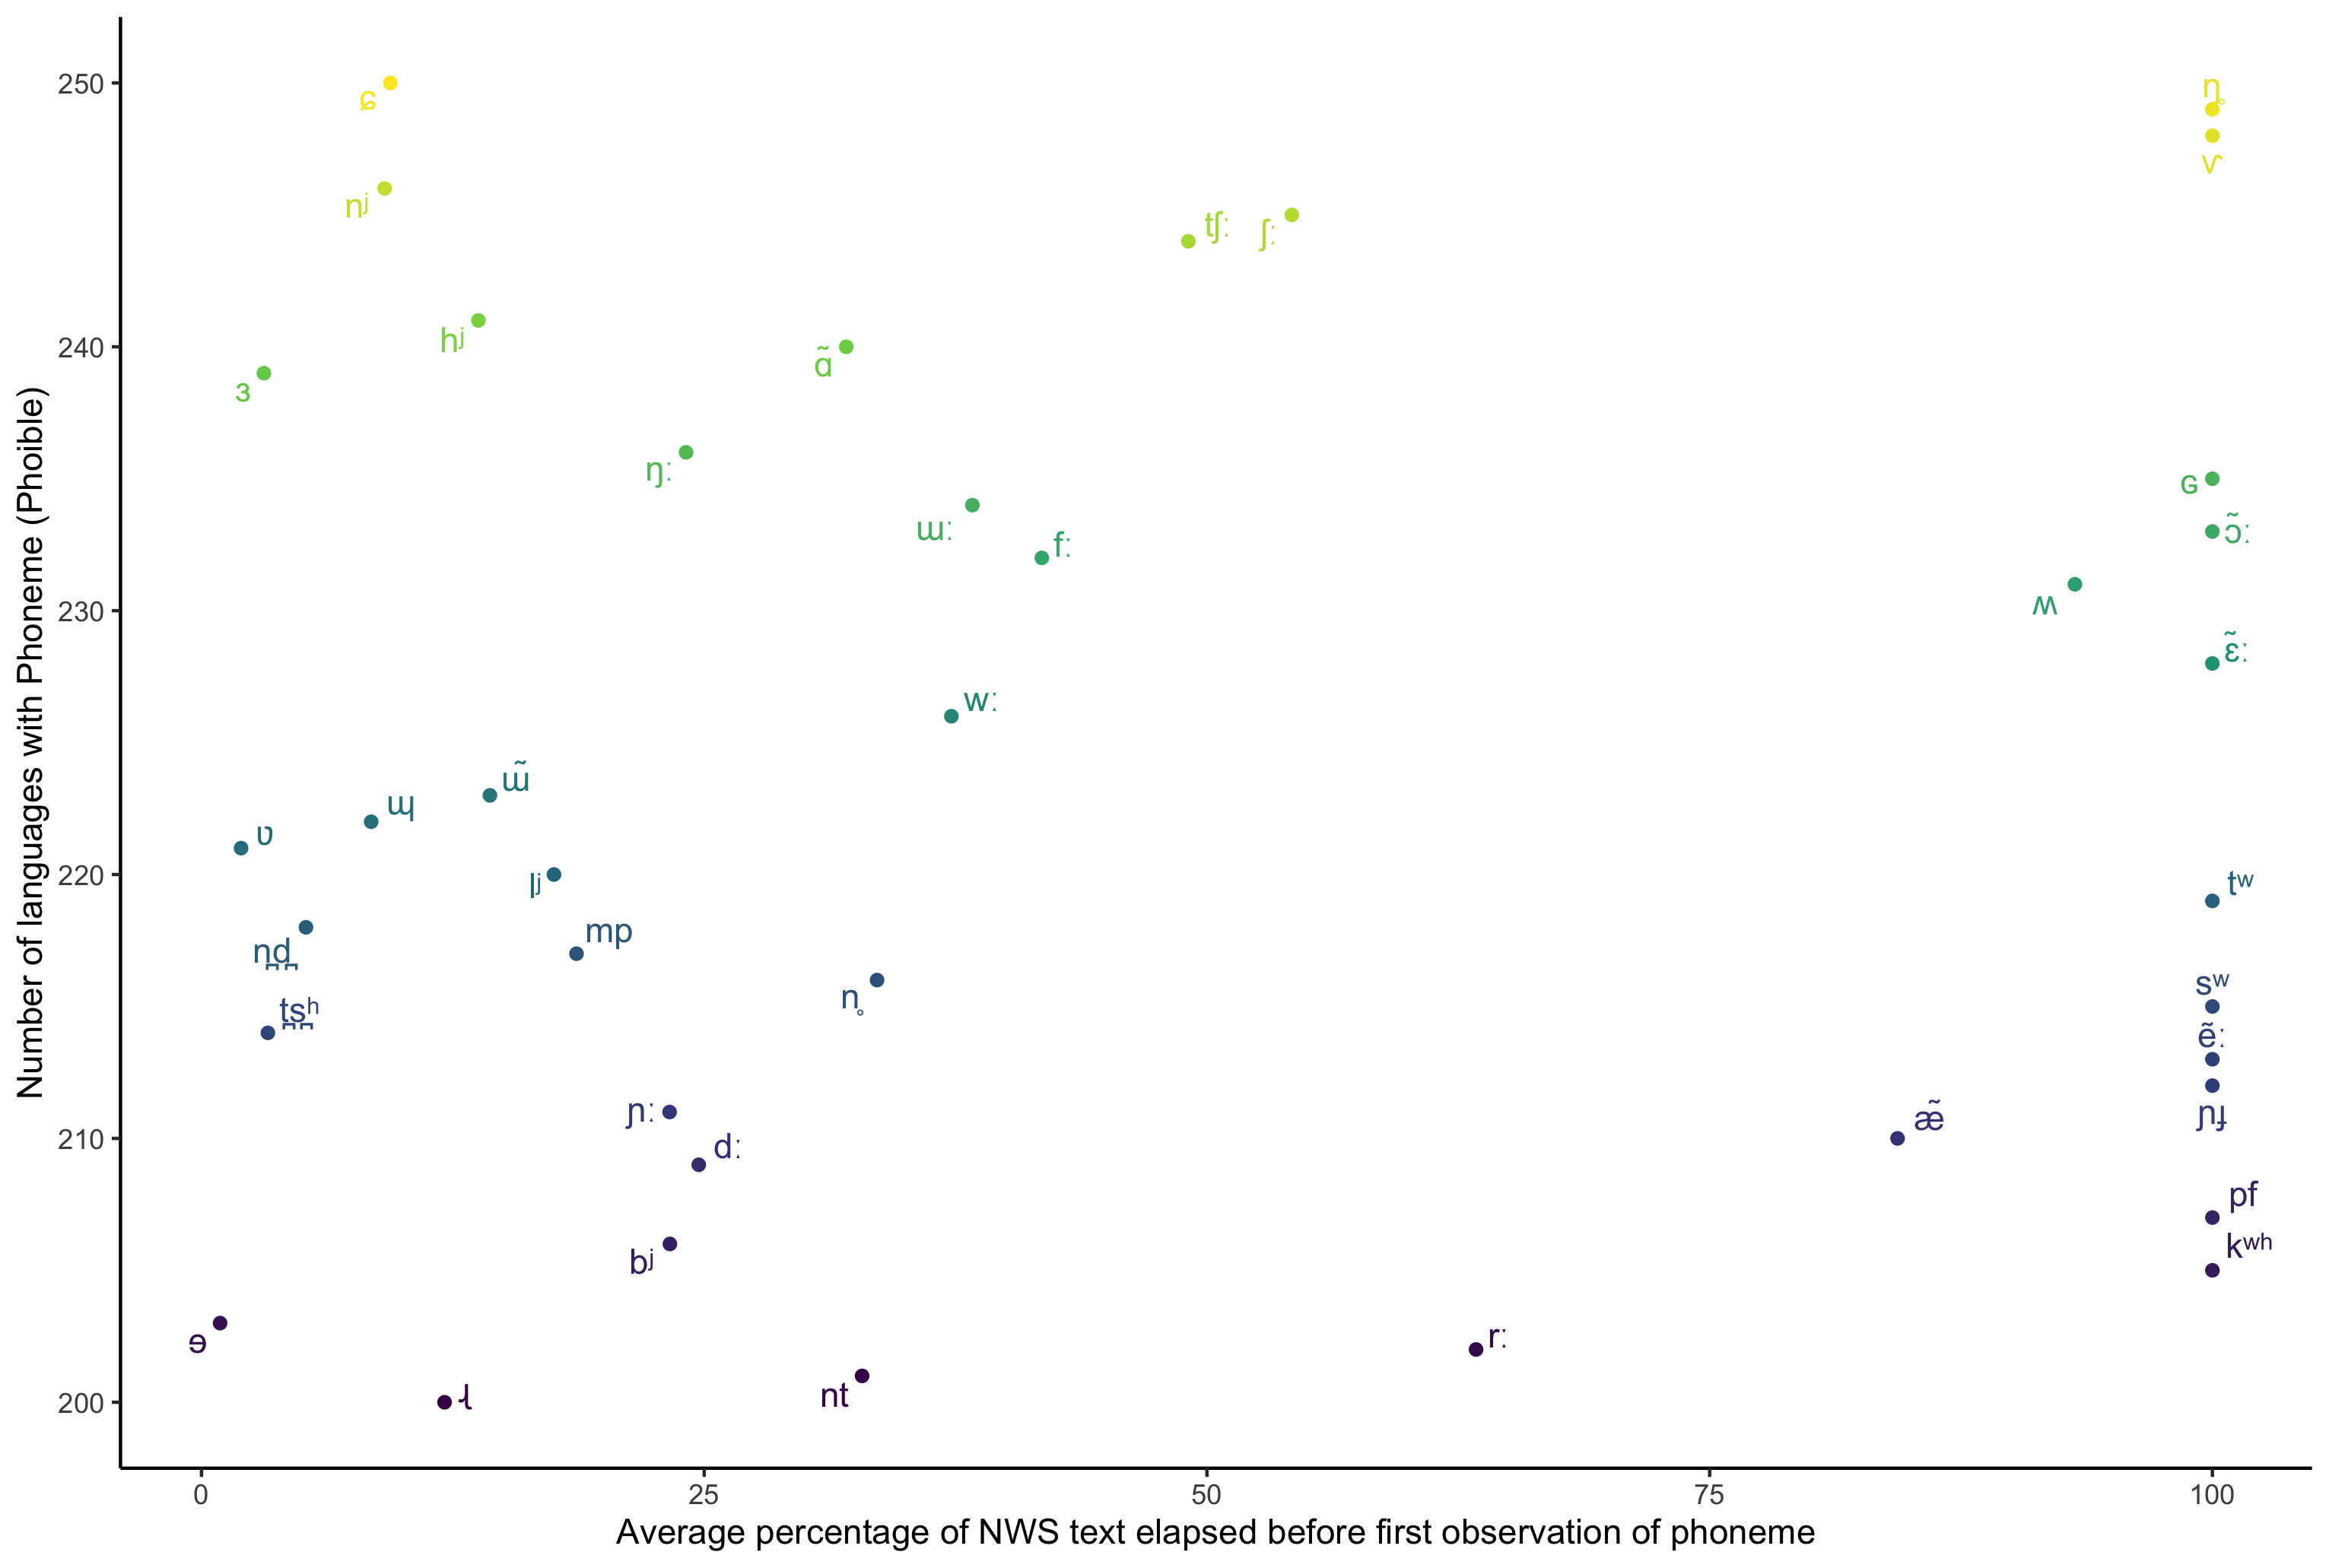 Number of languages with Phoneme (Phoible)
250
240
230
220
210
200
ɞ
ŋ̥
ⱱ
nʲ
tʃː
ʃː
hʲ
ɑ̃
ɜ
ŋː
ɢ
ɯː
ɔ̃ː
fː
ʍ
ɛ̃ː
wː
ɯ̃
ɰ
ʋ
lʲ
tʷ
mp
n̪d̪
n̥
sʷ
t̪s̪ʰ
ẽː
ɲː
æ̃
ɲɟ
dː
pf
bʲ
kʷʰ
ɘ
rː
ɻ
nt
0 25 50 75 100
Average percentage of NWS text elapsed before first observation of phoneme